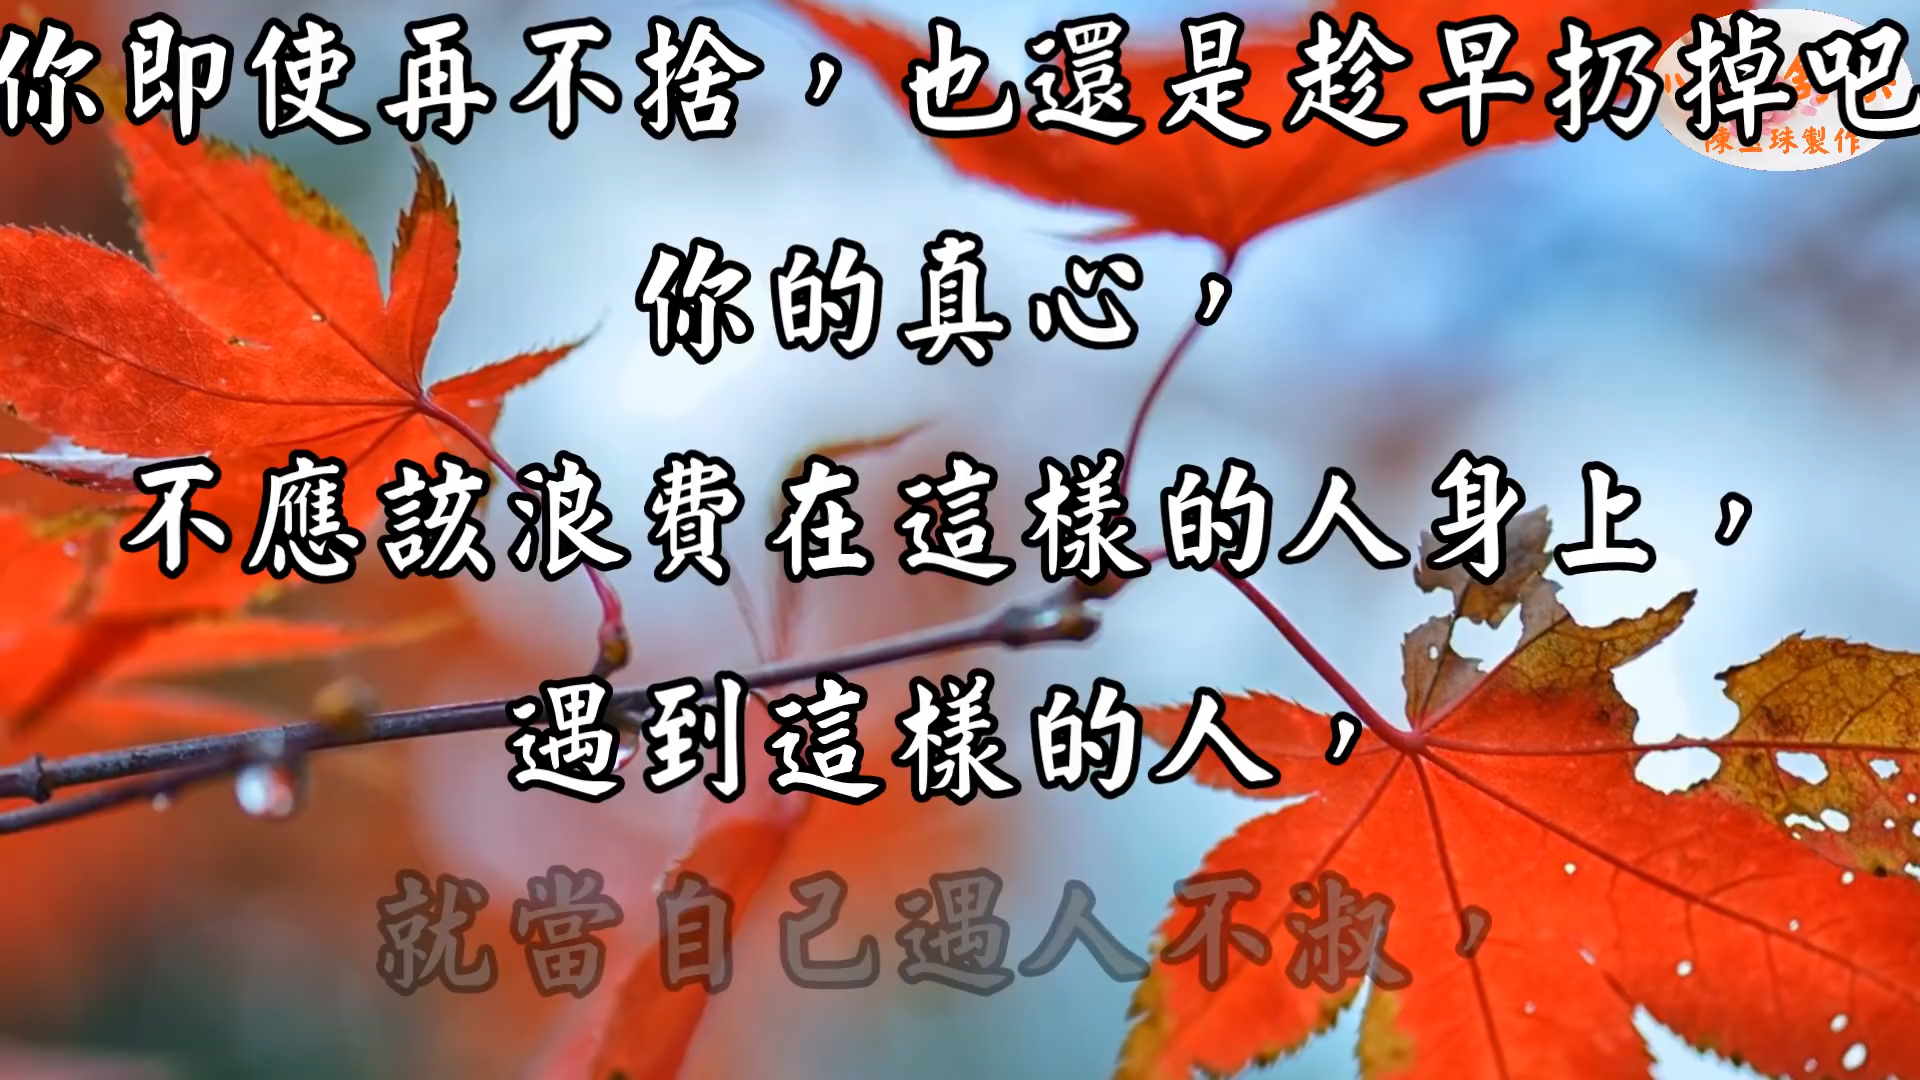 你即使再不捨，也還是趁早扔掉吧
你的真心，
不應該浪費在這樣的人身上，
遇到這樣的人，
就當自己遇人不淑，
製作